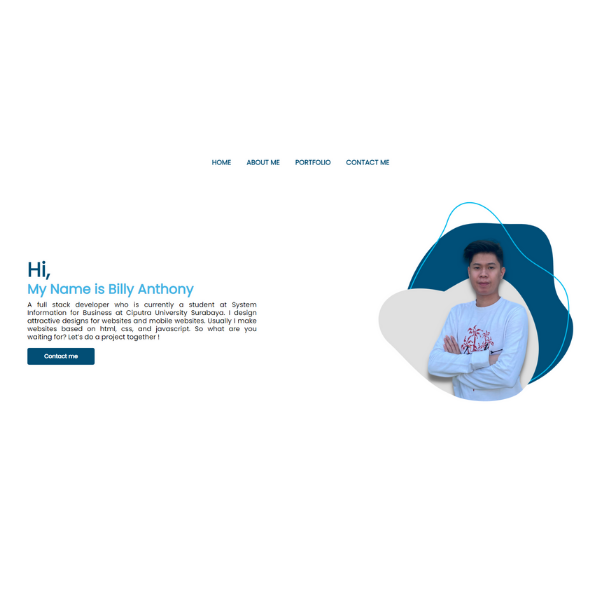 HOME ABOUT ME PORTFOLIO CONTACT ME
Hi,
My Name is Billy Anthony
A full stack developer who is currently a student at System
Information for Business at Ciputra University Surabaya. I design
attractive designs for websites and mobile websites. Usually I make
websites based on html, css, and javascript. So what are you
waiting for? Let's do a project together !
Contact me